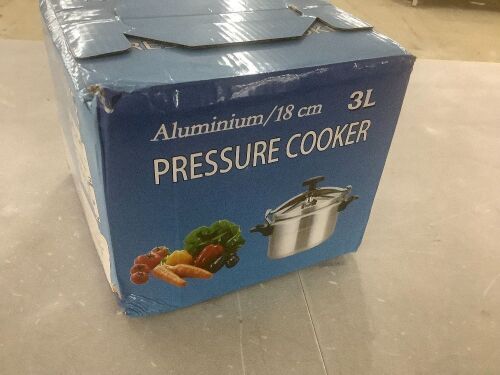 Aluminium/18 cm 3L
PRESSURE COOKER